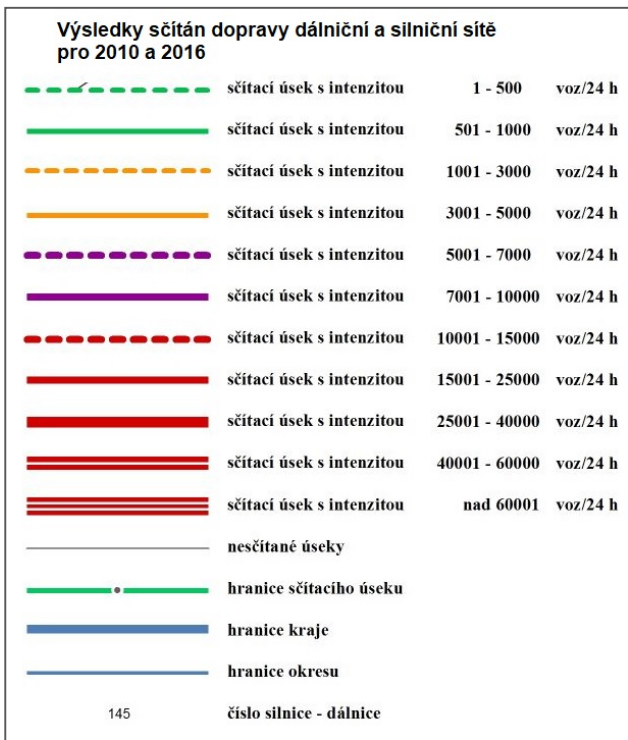 Výsledky sčítán dopravy dálniční a silniční sítě
pro 2010 a 2016
sčítací úsek s intenzitou 1 - 500 voz/24 h
sčítací úsek s intenzitou 501 - 1000 voz/24 h
sčítací úsek s intenzitou 1001 - 3000 voz/24 h
sčítací úsek s intenzitou 3001 - 5000 voz/24 h
sčítací úsek s intenzitou 5001 - 7000 voz/24 h
sčítací úsek s intenzitou 7001 - 10000 voz/24 h
sčítací úsek s intenzitou 10001 - 15000 voz/24 h
sčítací úsek s intenzitou 15001 - 25000 voz/24 h
sčítací úsek s intenzitou 25001 - 40000 voz/24 h
sčítací úsek s intenzitou 40001 - 60000 voz/24 h
sčítací úsek s intenzitou nad 60001 voz/24 h
nesčítané úseky
hranice sčítacího úseku
hranice kraje
hranice okresu
145 číslo silnice - dálnice